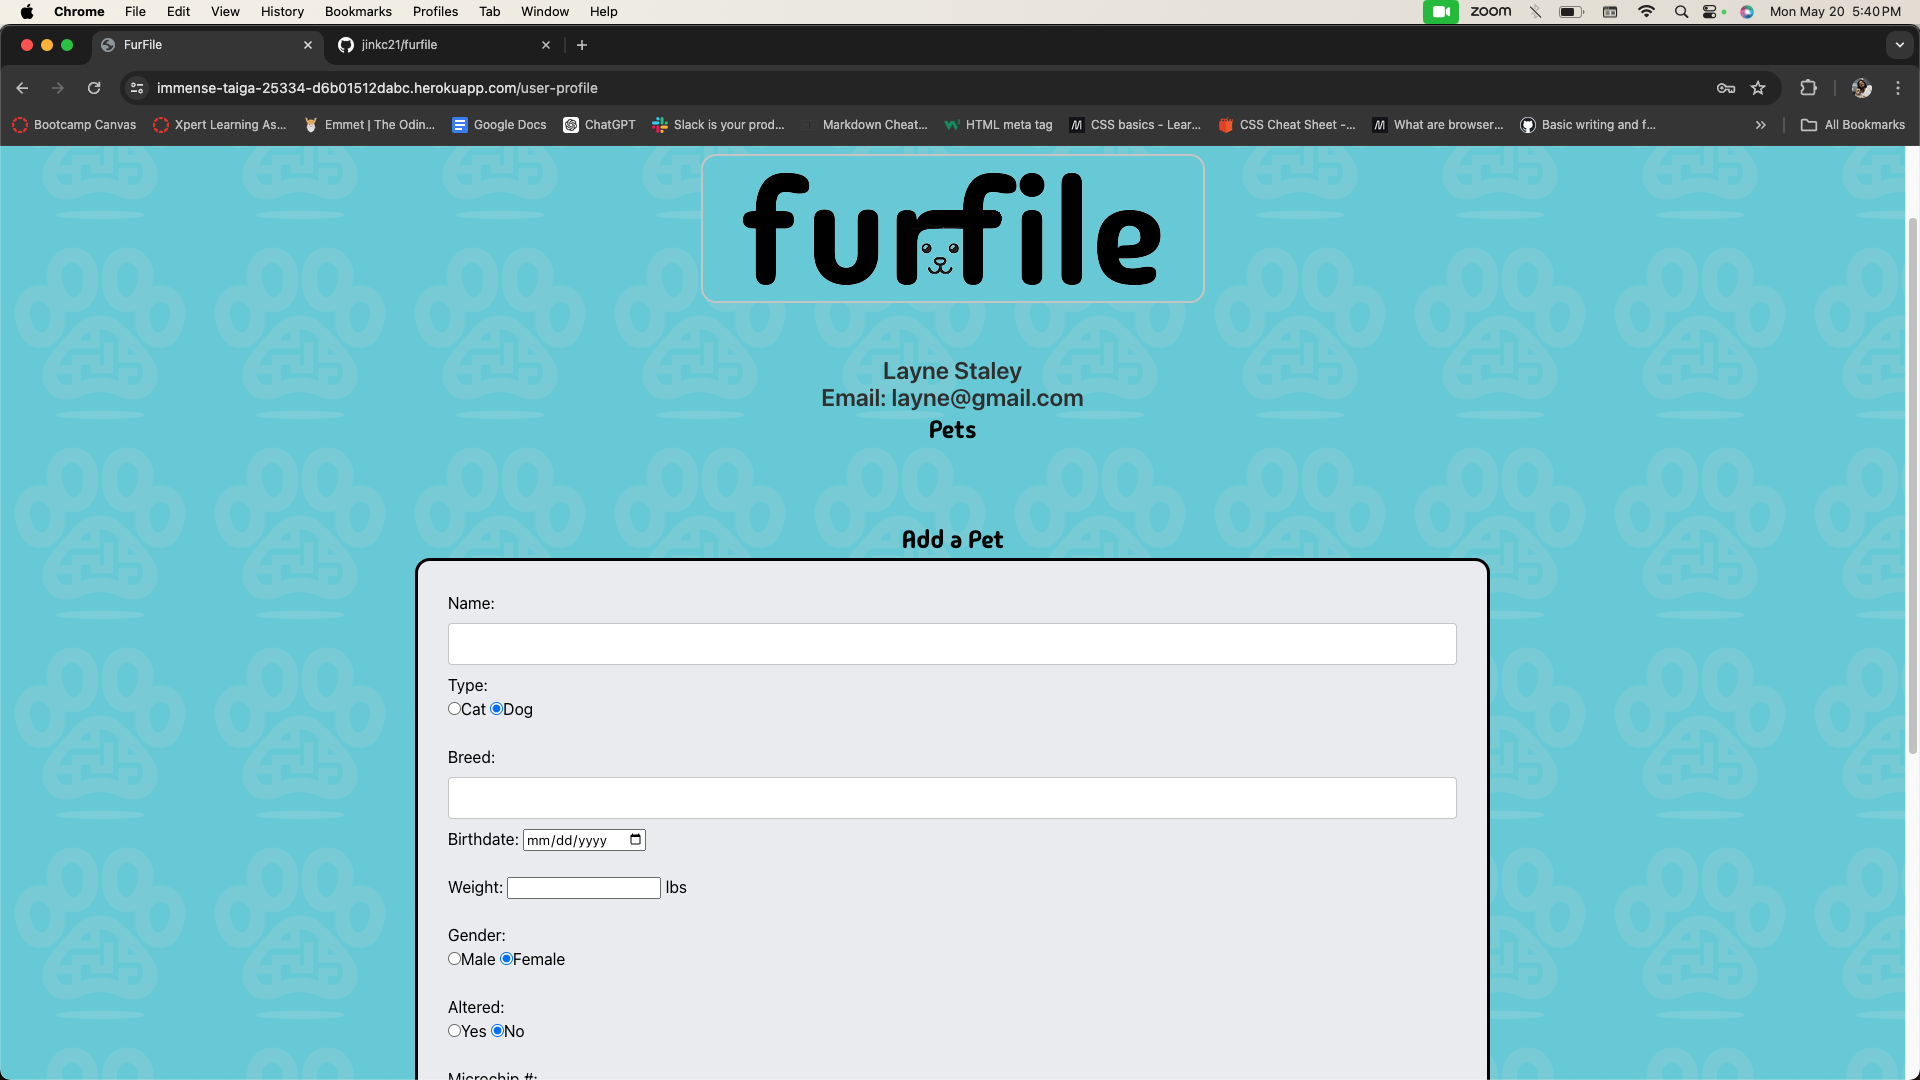 Chrome File Edit View History Bookmarks Profiles Tab Window Help zoom Mon May 20 5:40 PM
FurFile jinkc21/furfile
immense-taiga-25334-d6b01512dabc.herokuapp.com/user-profile
Bootcamp Canvas Xpert Learning As... Emmet | The Odin... Google Docs ChatGPT Slack is your prod... Markdown Cheat... HTML meta tag CSS basics - Lear... CSS Cheat Sheet -... What are browser... Basic writing and f... All Bookmarks
furfile
Layne Staley
Email: layne@gmail.com
Pets
Add a Pet
Name:
Type:
Cat Dog
Breed:
Birthdate: mm/dd/yyyy
Weight: lbs
Gender:
Male Female
Altered:
Yes No
Microchip #: